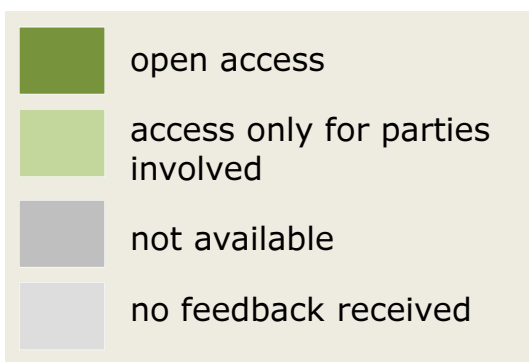 open access
access only for parties
involved
not available
no feedback received